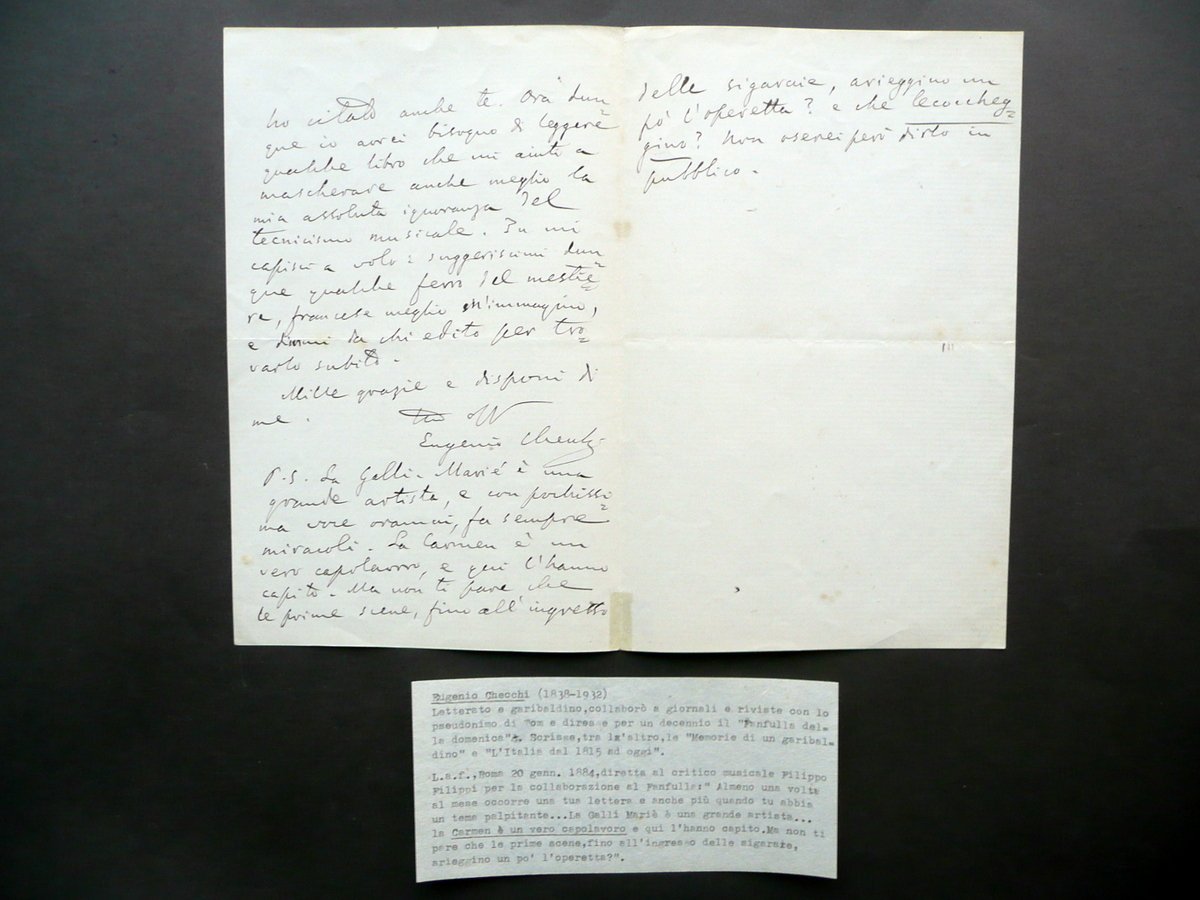 ho citato anche te. Ora dun=
que io avrei bisogno di leggere
qualche libro che mi aiuti a
mascherare anche meglio la
mia assoluta ignoranza del
tecnicismo musicale. Tu mi
capisci a volo: suggeriscimi dun=
que qualche ferro del mestie=
re, francese meglio m'immagino,
e dimmi da chi edito per tro=
varlo subito.
Mille grazie e disponi di
me.
Tuo aff
Eugenio Checchi
P.S. La Galli-Marié è una
grande artista, e con pochissi=
ma voce oramai, fa sempre
miracoli. La Carmen è un
vero capolavoro, e qui l'hanno
capito. Ma non ti pare che
le prime scene, fino all'ingresso
delle sigaraie, arieggino un
pò l'operetta? e che lecocheg=
gino? Non oserei però dirlo in
pubblico.
Eugenio Checchi (1838-1932)
Letterato e garibaldino,collaborò a giornali e riviste con lo
pseudonimo di Tom e diresse per un decennio il "Fanfulla del=
la domenica". Scrisse,tra l'altro,le "Memorie di un garibal=
dino" e "L'Italia dal 1815 ad oggi".
L.a.f.,Roma 20 genn. 1884,diretta al critico musicale Filippo
Filippi per la collaborazione al Fanfulla:" Almeno una volta
al mese occorre una tua lettera e anche più quando tu abbia
un tema palpitante...La Galli Mariè è una grande artista...
la Carmen è un vero capolavoro e qui l'hanno capito.Ma non ti
pare che le prime scene,fino all'ingresso delle sigaraie,
arieggino un po' l'operetta?".